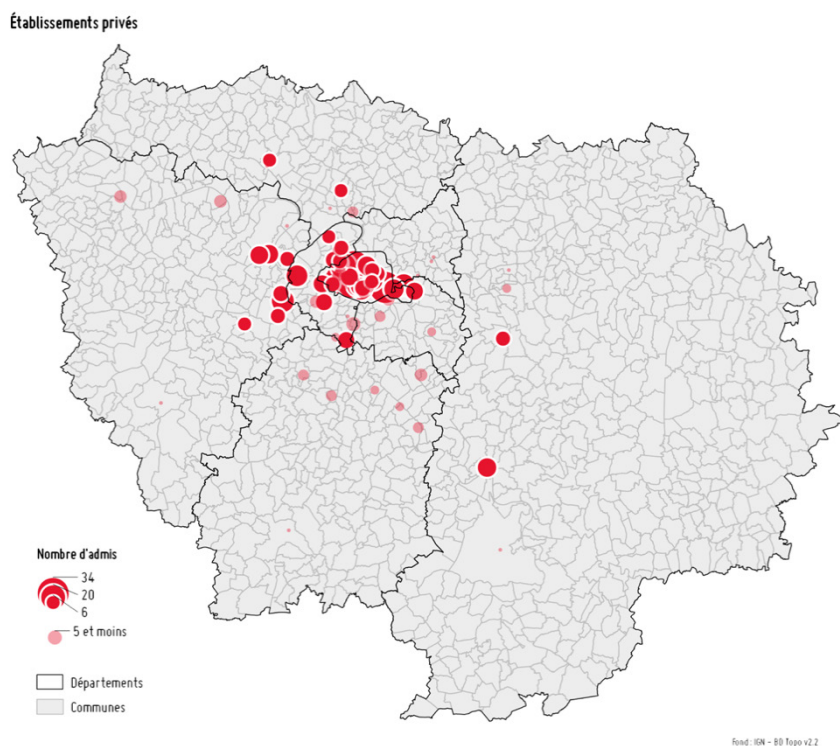 Établissements privés
Nombre d'admis
34
20
6
5 et moins
Départements
Communes
Fond : IGN - BD Topo v2.2